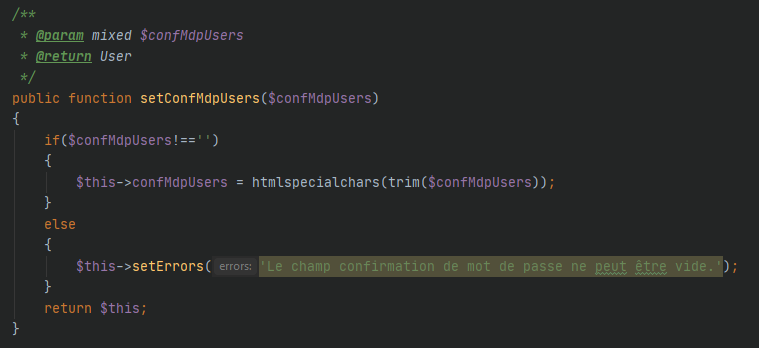 /**
 * @param mixed $confMdpUsers
 * @return User
 */
public function setConfMdpUsers($confMdpUsers)
{
    if($confMdpUsers!=='')
    {
        $this->confMdpUsers = htmlspecialchars(trim($confMdpUsers));
    }
    else
    {
        $this->setErrors( errors: 'Le champ confirmation de mot de passe ne peut être vide.');
    }
    return $this;
}